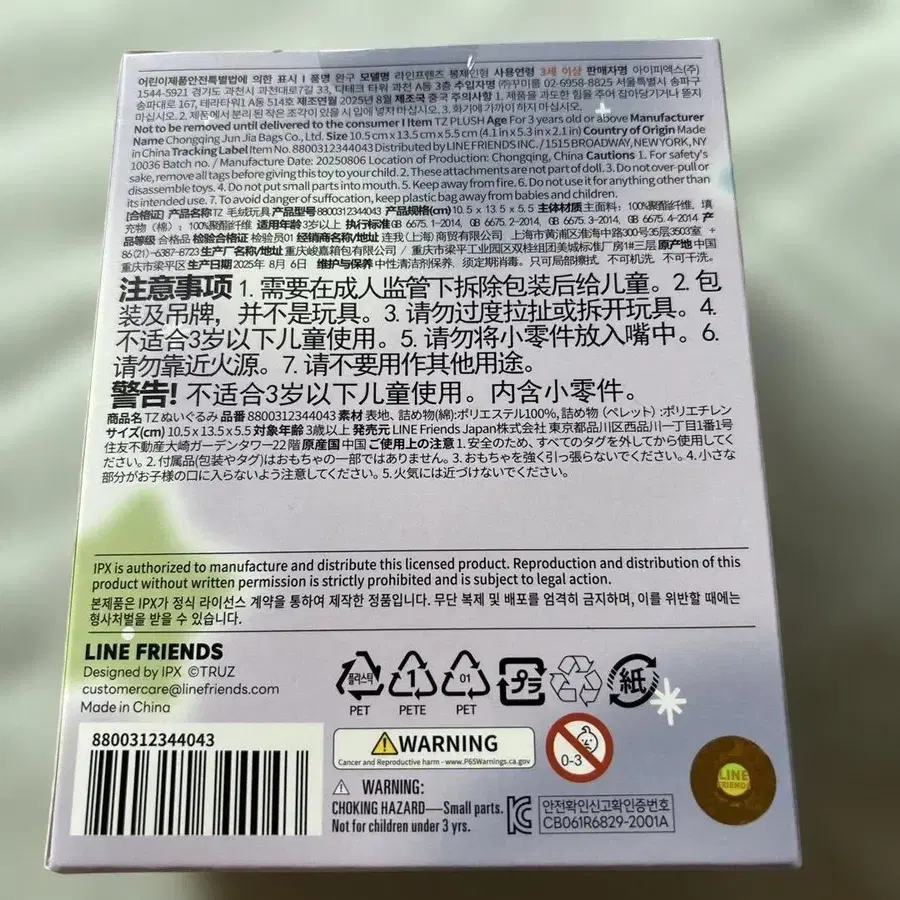 어린이제품안전특별법에 의한 표시 I 품명 완구 모델명 라인프렌즈 봉제인형 사용연령 3세 이상 판매자명 아이피엑스(주)
1544-5921 경기도 과천시 과천대로7길 33, 디테크 타워 과천 A동 3층 수입자명 ㈜꾸미룸 02-6958-8825 서울특별시 송파구
송파대로 167, 테라타워1 A동 514호 제조연월 2025년 8월 제조국 중국 주의사항 1. 제품을 과도한 힘을 주어 잡아당기거나 뜯지
마십시오. 2. 제품에서 분리 된 작은 조각이 있을 시 입에 넣지 마십시오. 3. 화기에 가까이 하지 마십시오.
Not to be removed until delivered to the consumer I Item TZ PLUSH Age For 3 years old or above Manufacturer
Name Chongqing Jun Jia Bags Co., Ltd. Size 10.5 cm x 13.5 cm x 5.5 cm (4.1 in x 5.3 in x 2.1 in) Country of Origin Made
in China Tracking Label Item No. 8800312344043 Distributed by LINE FRIENDS INC. / 1515 BROADWAY, NEWYORK, NY
10036 Batch no. / Manufacture Date: 20250806 Location of Production: Chongqing, China Cautions 1. For safety's
sake, remove all tags before giving this toy to your child. 2. These attachments are not part of doll. 3. Do not over-pull or
disassemble toys. 4. Do not put small parts into mouth. 5. Keep away from fire. 6. Do not use it for anything other than
its intended use. 7. To avoid danger of suffocation, keep plastic bag away from babies and children.
[合格证] 产品名称 TZ 毛绒玩具 产品型号 8800312344043 产品规格(cm) 10.5 x 13.5 x 5.5 主体材质 主面料：100%聚酯纤维，填
充物（棉）：100%聚酯纤维 适用年龄 3岁以上 执行标准 GB 6675. 1-2014, GB 6675. 2-2014, GB 6675. 3-2014, GB 6675. 4-2014 产
品等级 合格品 检验合格证 检验员01 经销商名称/地址 连我（上海）商贸有限公司 / 上海市黄浦区淮海中路300号35层3503室 +
86(21)-6387-8723 生产厂名称/地址 重庆峻嘉箱包有限公司 / 重庆市梁平工业园区双桂组团美城标准厂房1#三层 原产地 中国
重庆市梁平区 生产日期 2025年 8月 6日 维护与保养 中性清洁剂保养，须定期消毒。只可局部擦拭，不可机洗，不可干洗。
注意事项 1. 需要在成人监管下拆除包装后给儿童。2. 包
装及吊牌，并不是玩具。3. 请勿过度拉扯或拆开玩具。4.
不适合3岁以下儿童使用。5. 请勿将小零件放入嘴中。6.
请勿靠近火源。7. 请不要用作其他用途。
警告! 不适合3岁以下儿童使用。内含小零件。
商品名 TZ ぬいぐるみ 品番 8800312344043 素材 表地、詰め物(綿):ポリエステル100%, 詰め物 (ペレット) :ポリエチレン
サイズ(cm) 10.5 x 13.5 x 5.5 対象年齢 3歳以上 発売元 LINE Friends Japan株式会社 東京都品川区西品川一丁目1番1号
住友不動産大崎ガーデンタワー22階 原産国 中国 ご使用上の注意 1. 安全のため、すべてのタグを外してから使用してく
ださい。2. 付属品(包装やタグ)はおもちゃの一部ではありません。3. おもちゃを強く引っ張らないでください。4. 小さな
部分がお子様の口に入らないよう注意してください。5. 火気には近づけないでください。
IPX is authorized to manufacture and distribute this licensed product. Reproduction and distribution of this
product without written permission is strictly prohibited and is subject to legal action.
본제품은 IPX가 정식 라이선스 계약을 통하여 제작한 정품입니다. 무단 복제 및 배포를 엄격히 금지하며, 이를 위반할 때에는
형사처벌을 받을 수 있습니다.
LINE FRIENDS
Designed by IPX ©TRUZ
customercare@linefriends.com
Made in China
플라스틱
PET
1
PETE
01
PET
プラ
紙
8800312344043
WARNING
Cancer and Reproductive harm - www.P65Warnings.ca.gov
0-3
WARNING:
CHOKING HAZARD—Small parts.
Not for children under 3 yrs.
안전확인신고확인증번호
CB061R6829-2001A
LINE
FRIENDS